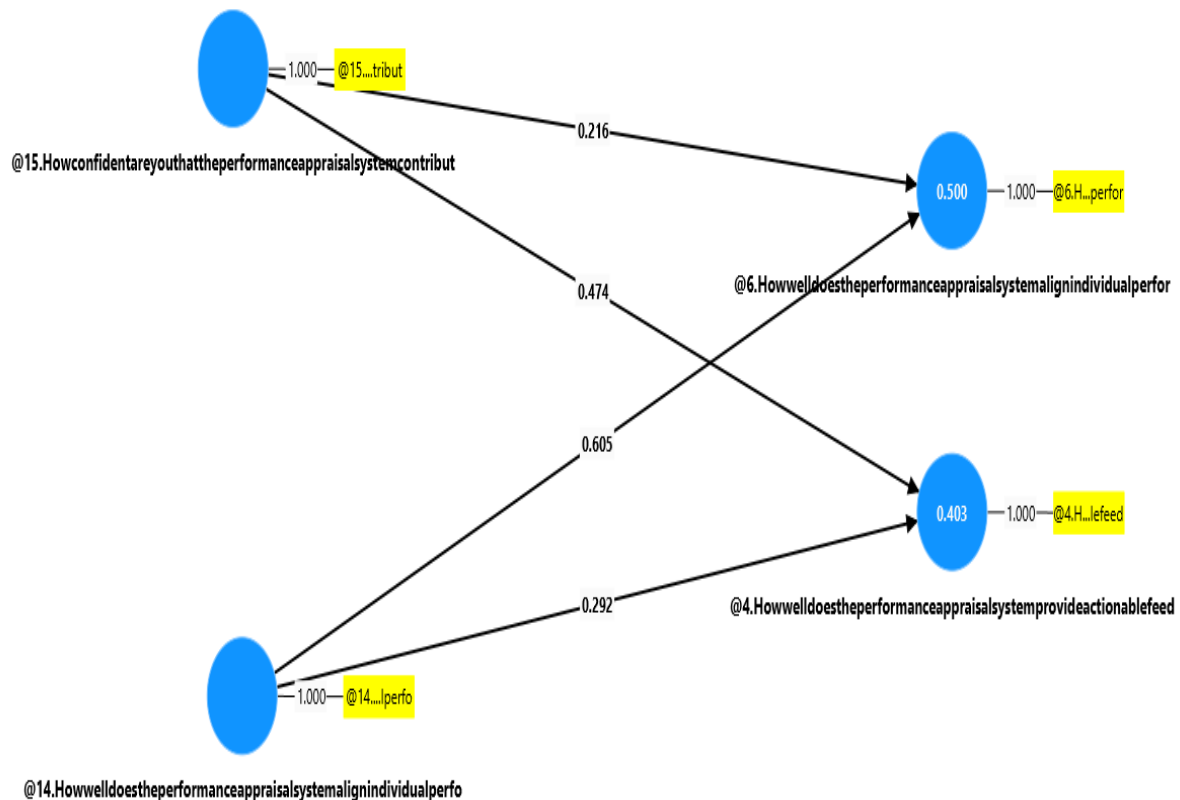 1.000
@15....tribut
@15.Howconfidentareyouthattheperformanceappraisalsystemcontribut
0.216
0.500
1.000
@6.H...perfor
@6.Howwelldoestheperformanceappraisalsystemalignindividualperfor
0.474
0.605
0.403
1.000
@4.H...lefeed
@4.Howwelldoestheperformanceappraisalsystemprovideactionablefeed
0.292
1.000
@14....lperfo
@14.Howwelldoestheperformanceappraisalsystemalignindividualperfo